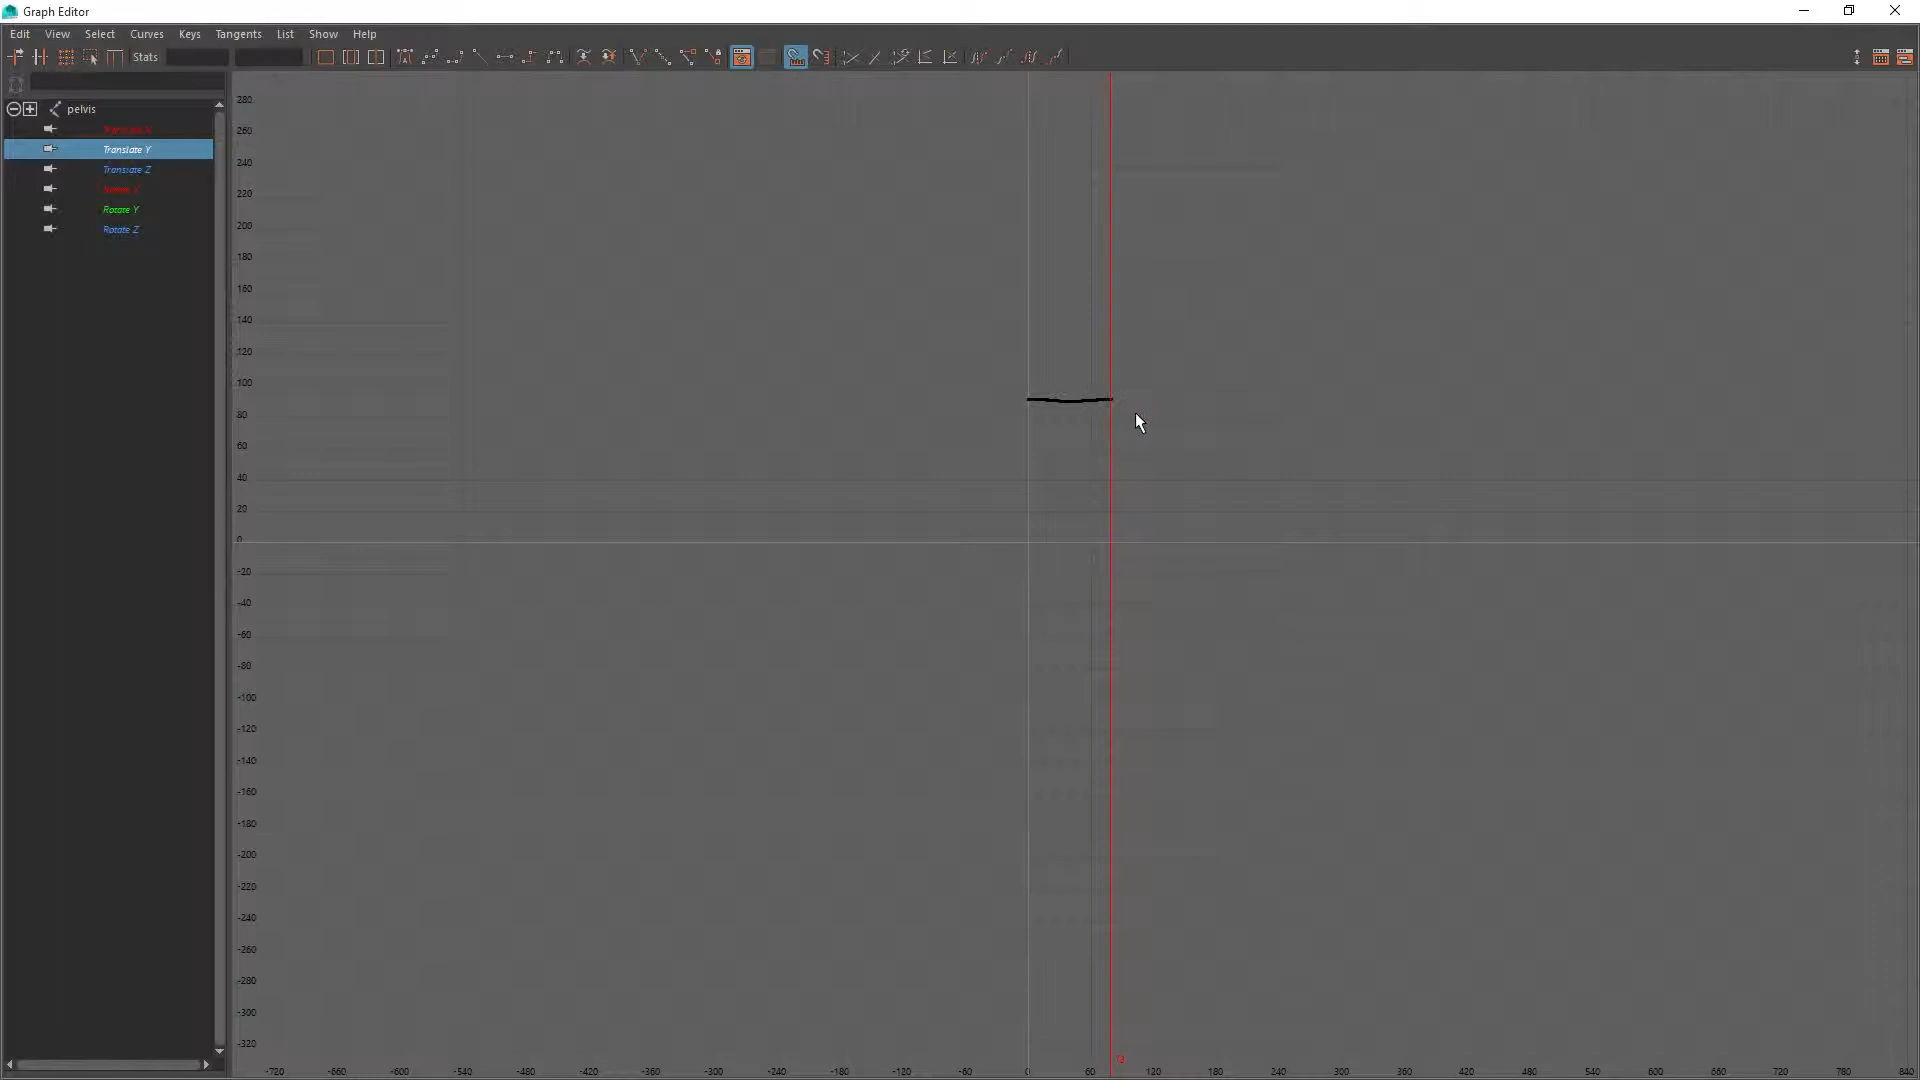 Graph Editor
Edit View Select Curves Keys Tangents List Show Help
Stats
pelvis
Translate X
Translate Y
Translate Z
Rotate X
Rotate Y
Rotate Z
280
260
240
220
200
180
160
140
120
100
80
60
40
20
0
-20
-40
-60
-80
-100
-120
-140
-160
-180
-200
-220
-240
-260
-280
-300
-320
-720 -660 -600 -540 -480 -420 -360 -300 -240 -180 -120 -60 0 60 120 180 240 300 360 420 480 540 600 660 720 780 840